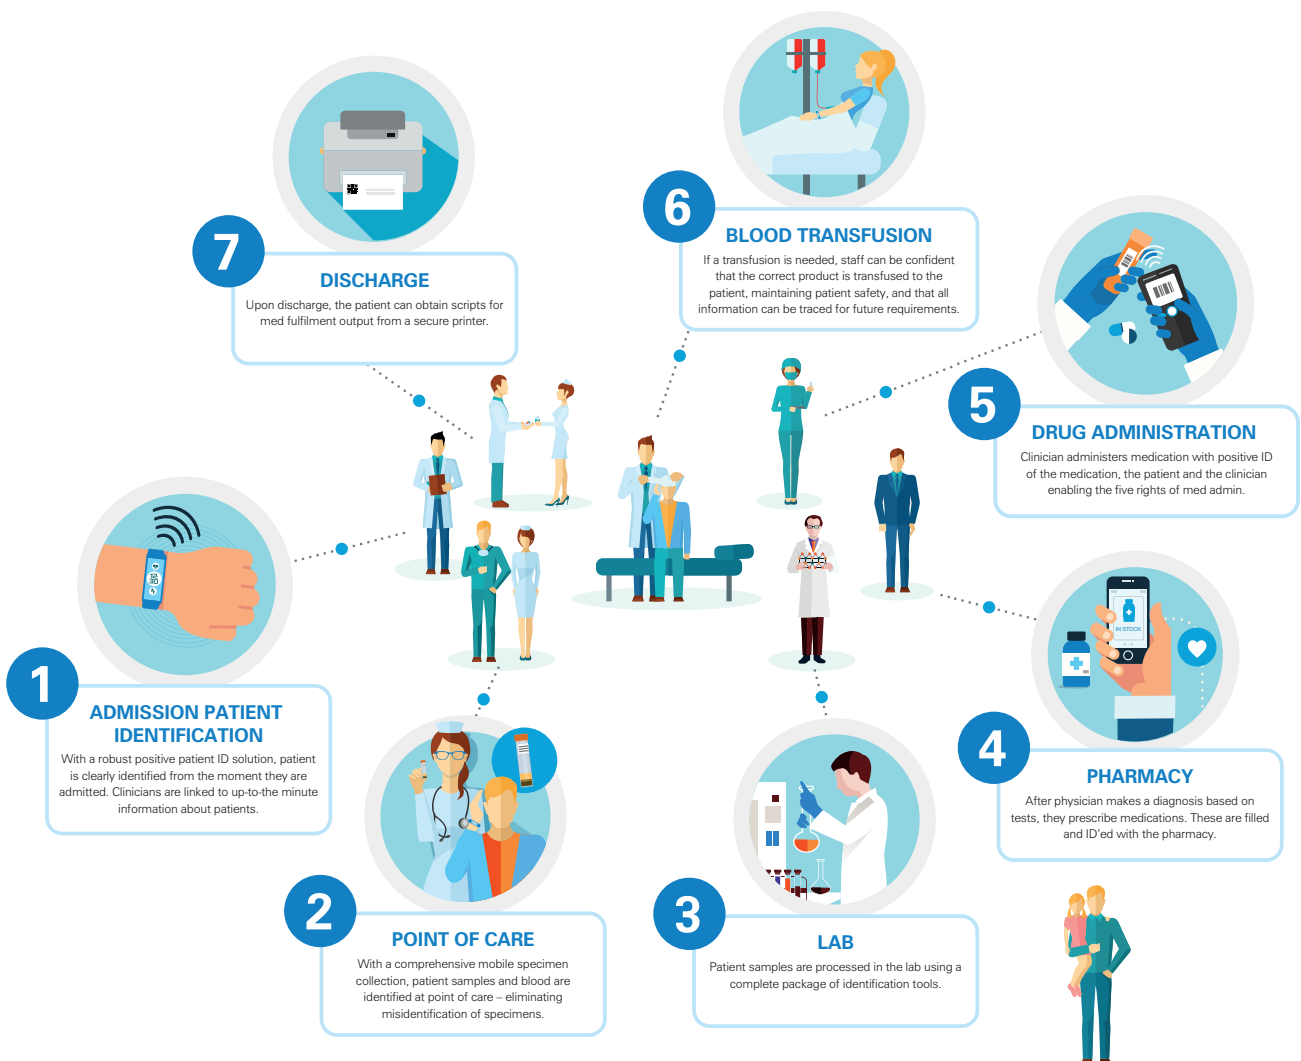 1
ADMISSION PATIENT
IDENTIFICATION
With a robust positive patient ID solution, patient
is clearly identified from the moment they are
admitted. Clinicians are linked to up-to-the minute
information about patients.
2
POINT OF CARE
With a comprehensive mobile specimen
collection, patient samples and blood are
identified at point of care – eliminating
misidentification of specimens.
3
LAB
Patient samples are processed in the lab using a
complete package of identification tools.
4
IN STOCK
PHARMACY
After physician makes a diagnosis based on
tests, they prescribe medications. These are filled
and ID’ed with the pharmacy.
5
DRUG ADMINISTRATION
Clinician administers medication with positive ID
of the medication, the patient and the clinician
enabling the five rights of med admin.
6
BLOOD TRANSFUSION
If a transfusion is needed, staff can be confident
that the correct product is transfused to the
patient, maintaining patient safety, and that all
information can be traced for future requirements.
7
DISCHARGE
Upon discharge, the patient can obtain scripts for
med fulfilment output from a secure printer.